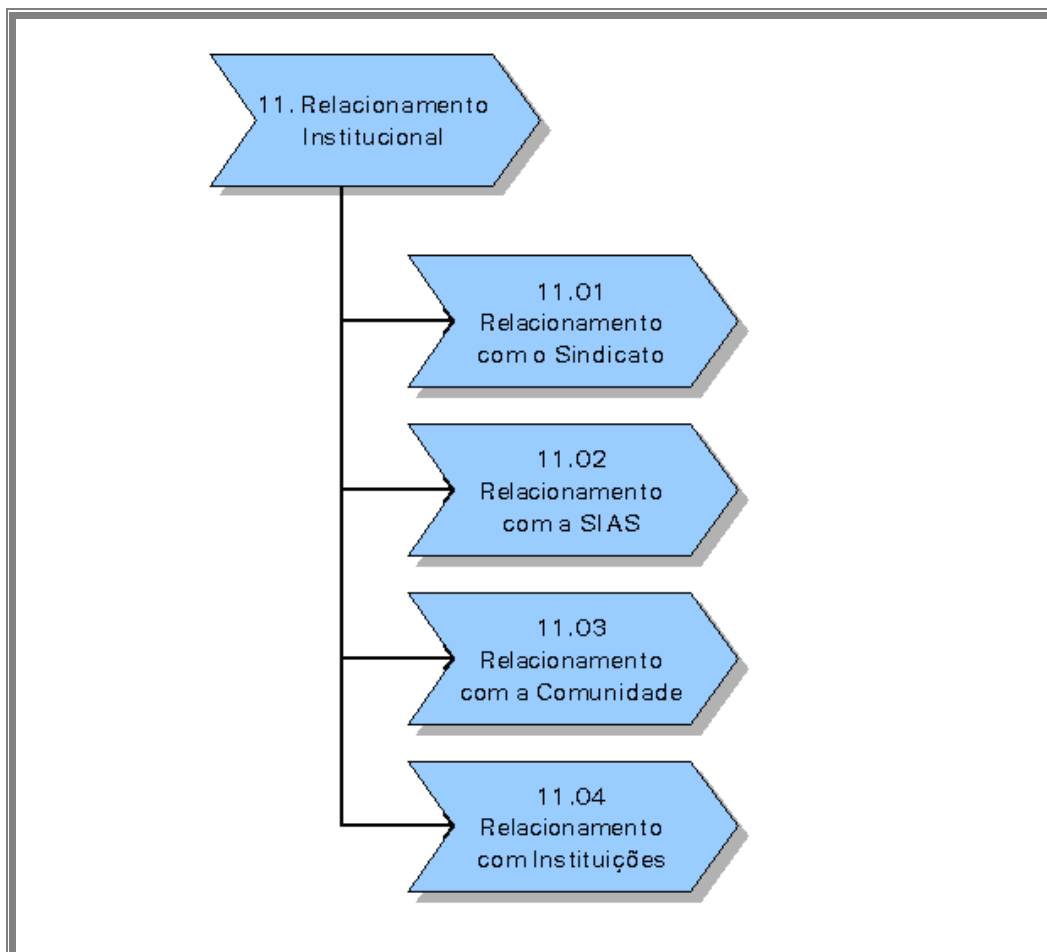 11. Relacionamento
Institucional
11.01
Relacionamento
com o Sindicato
11.02
Relacionamento
com a SIAS
11.03
Relacionamento
com a Comunidade
11.04
Relacionamento
com Instituições